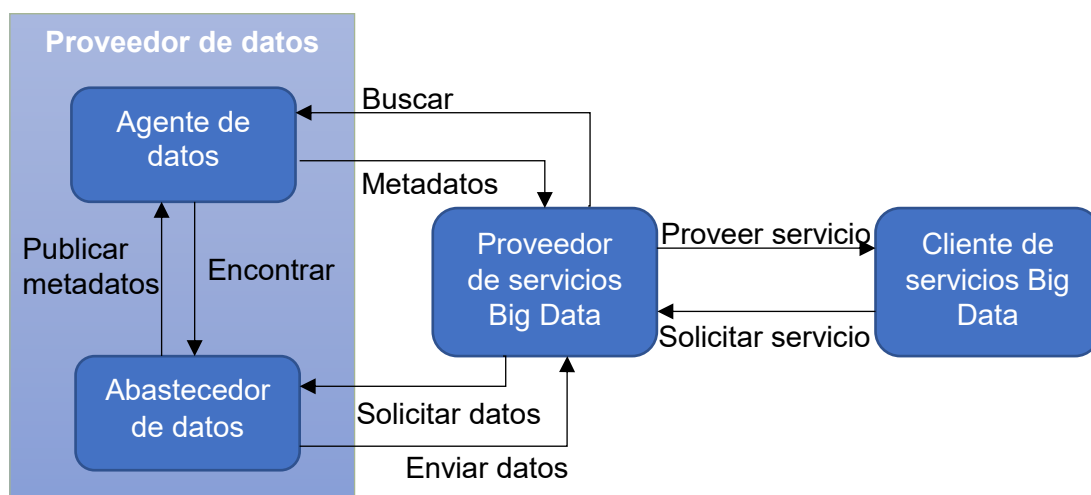 Proveedor de datos
Agente de
datos
Buscar
Metadatos
Publicar
metadatos
Encontrar
Abastecedor
de datos
Solicitar datos
Enviar datos
Proveedor
de servicios
Big Data
Proveer servicio
Solicitar servicio
Cliente de
servicios Big
Data